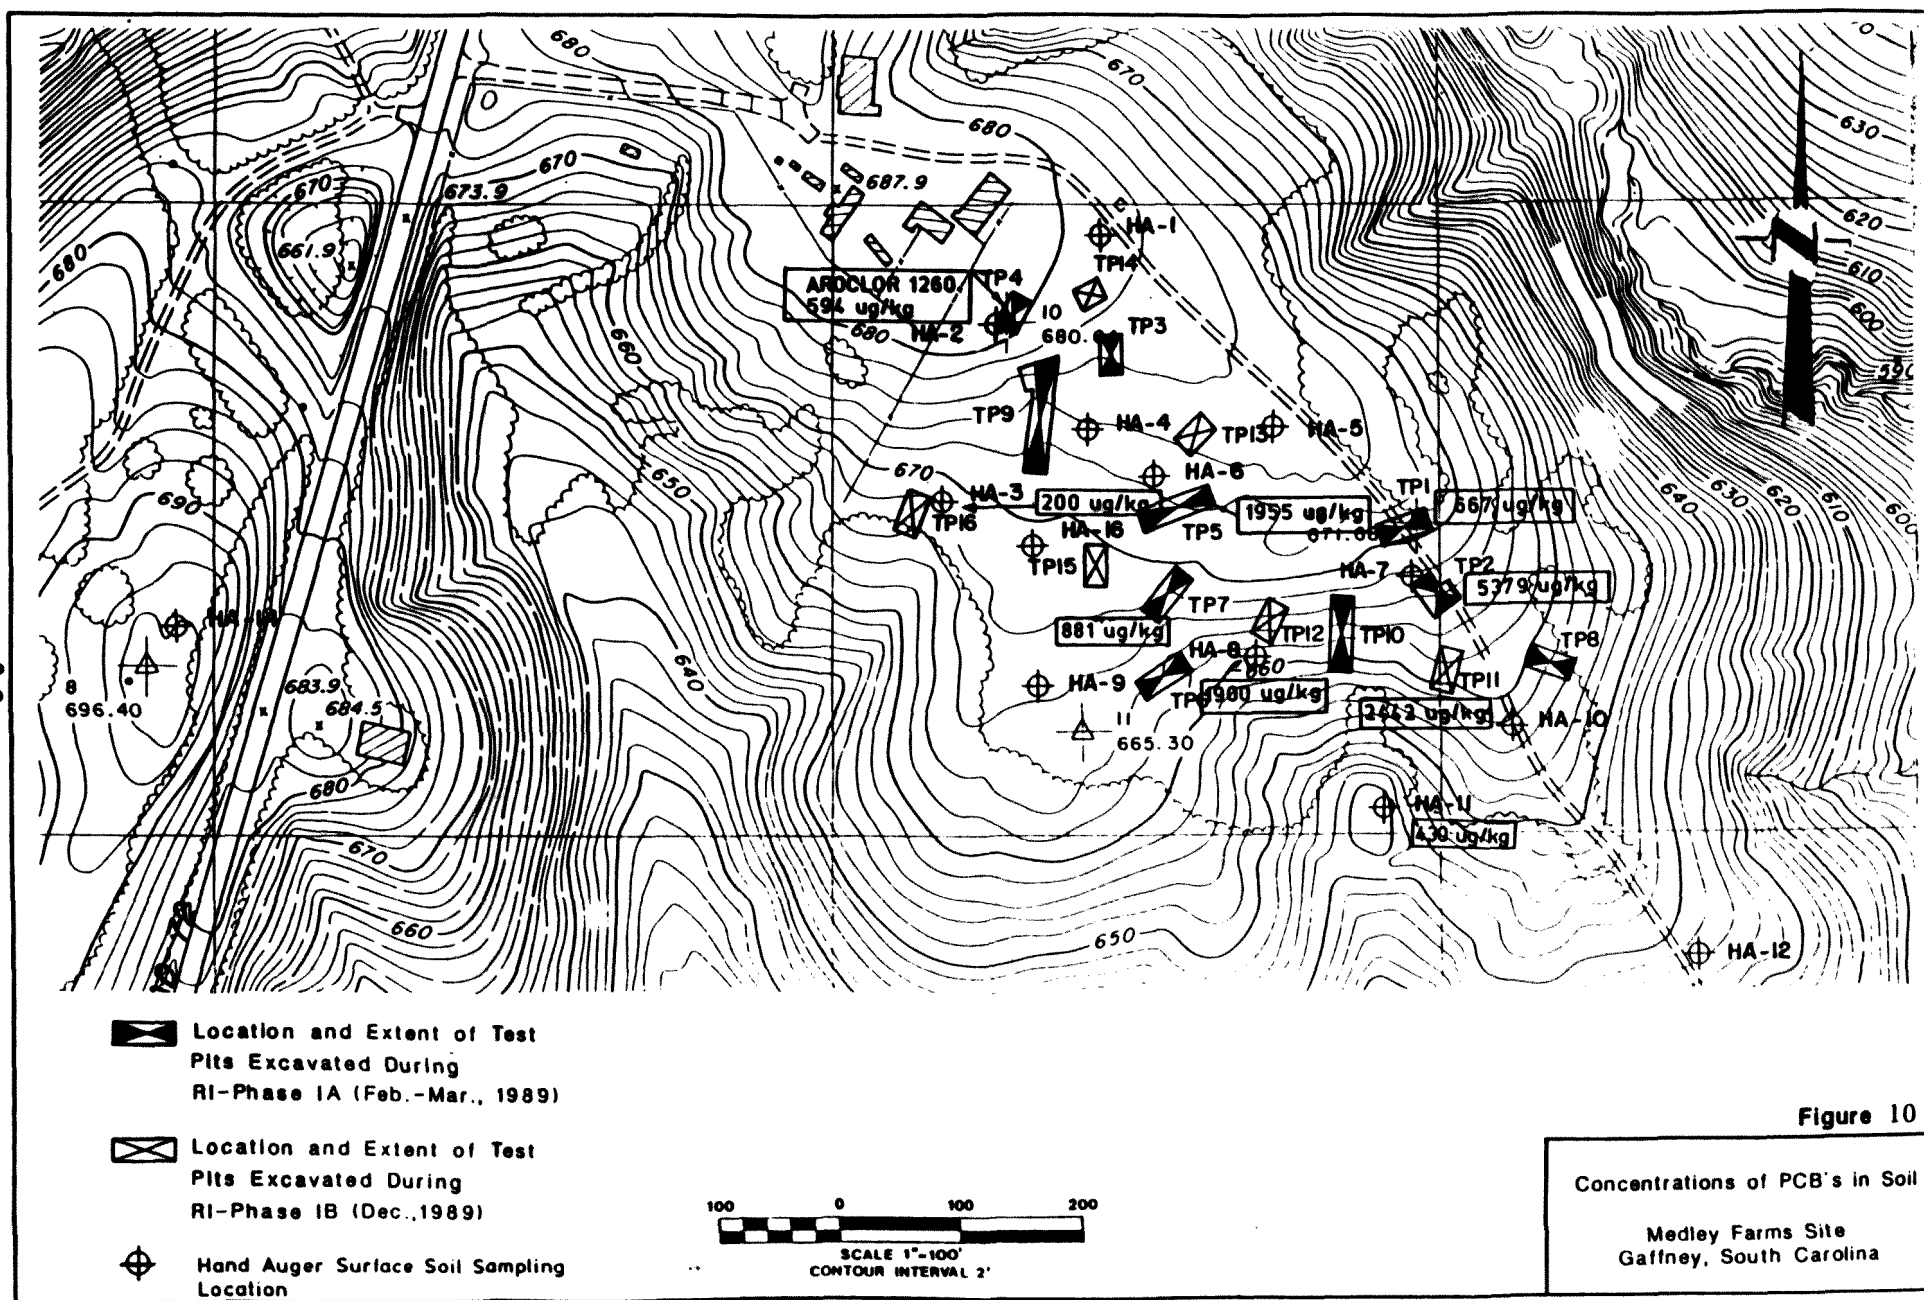 680
670
630
620
610
600
590
680
670
670
673.9
687.9
661.9
680
HA-1
TP14
AROCLOR 1260.
594 ug/kg
TP4
HA-2
10
680.
TP3
680
660
TP9
HA-4
TP13
HA-5
HA-6
670
650
690
HA-3
200 ug/kg
TP16
HA-16
TP5
1955 ug/kg
TP1
667 ug/kg
640
630
620
610
600
TP15
HA-7
TP2
5379 ug/kg
TP7
881 ug/kg
TP12
TP10
TP8
HA-8
660
TP11
HA-9
1900 ug/kg
2442 ug/kg
HA-10
640
8
696.40
683.9
684.5
11
665.30
680
HA-11
430 ug/kg
670
660
650
HA-12
Location and Extent of Test
Pits Excavated During
RI-Phase IA (Feb.-Mar., 1989)
Location and Extent of Test
Pits Excavated During
RI-Phase IB (Dec.,1989)
Hand Auger Surface Soil Sampling
Location
100 0 100 200
SCALE 1"-100'
CONTOUR INTERVAL 2'
Figure 10
Concentrations of PCB's in Soil
Medley Farms Site
Gaffney, South Carolina